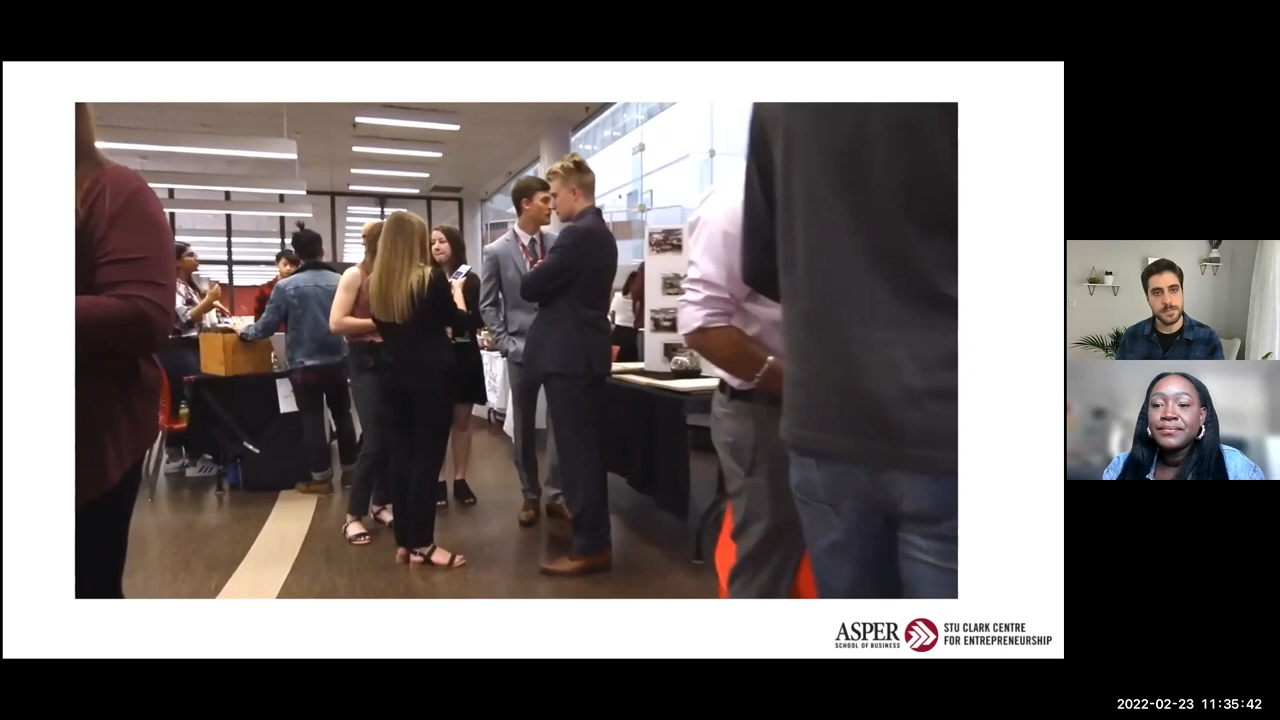 ASPER
SCHOOL OF BUSINESS
STU CLARK CENTRE
FOR ENTREPRENEURSHIP
2022-02-23 11:35:42